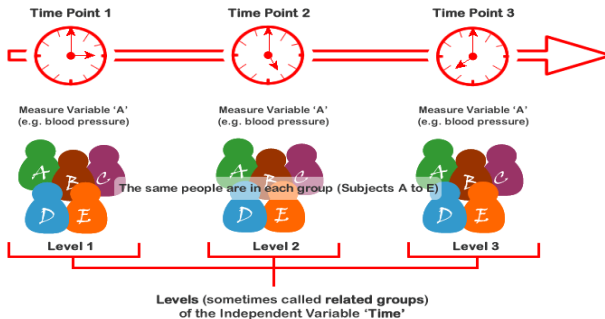 Time Point 1
Time Point 2
Time Point 3
Measure Variable ‘A’
(e.g. blood pressure)
Measure Variable ‘A’
(e.g. blood pressure)
Measure Variable ‘A’
(e.g. blood pressure)
A B C
A B C
A B C
The same people are in each group (Subjects A to E)
D E
D E
D E
Level 1
Level 2
Level 3
Levels (sometimes called related groups)
of the Independent Variable ‘Time’